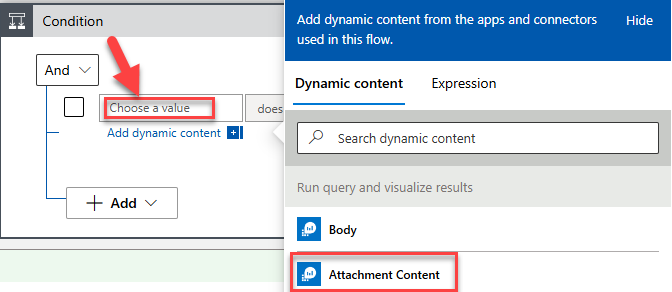 Condition
And
Choose a value
does
Add dynamic content
Add
Add dynamic content from the apps and connectors
used in this flow.
Hide
Dynamic content
Expression
Search dynamic content
Run query and visualize results
Body
Attachment Content